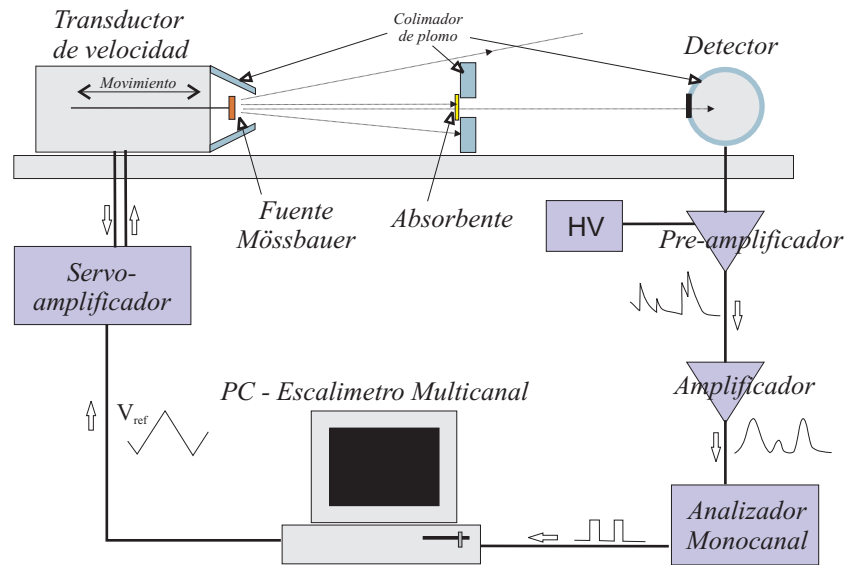 Transductor
de velocidad
Colimador
de plomo
Detector
Movimiento
Fuente
Mössbauer
Absorbente
HV
Pre-amplificador
Servo-
amplificador
PC - Escalimetro Multicanal
Amplificador
V_ref
Analizador
Monocanal